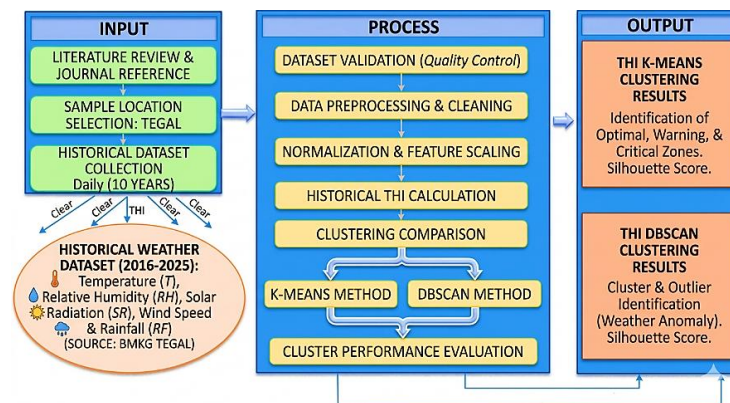 INPUT
LITERATURE REVIEW &
JOURNAL REFERENCE
SAMPLE LOCATION
SELECTION: TEGAL
HISTORICAL DATASET
COLLECTION
Daily (10 YEARS)
Clear
Clear
THI
Clear
Clear
HISTORICAL WEATHER
DATASET (2016-2025):
Temperature (T),
Relative Humidity (RH), Solar
Radiation (SR), Wind Speed
& Rainfall (RF)
(SOURCE: BMKG TEGAL)
PROCESS
DATASET VALIDATION (Quality Control)
DATA PREPROCESSING & CLEANING
NORMALIZATION & FEATURE SCALING
HISTORICAL THI CALCULATION
CLUSTERING COMPARISON
K-MEANS METHOD
DBSCAN METHOD
CLUSTER PERFORMANCE EVALUATION
OUTPUT
THI K-MEANS
CLUSTERING
RESULTS
Identification of
Optimal, Warning, &
Critical Zones.
Silhouette Score.
THI DBSCAN
CLUSTERING
RESULTS
Cluster & Outlier
Identification
(Weather Anomaly).
Silhouette Score.